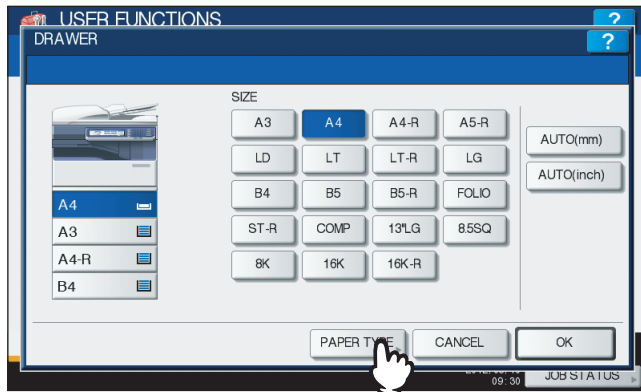 USER FUNCTIONS
?
DRAWER
?
SIZE
A3 A4 A4-R A5-R
LD LT LT-R LG
B4 B5 B5-R FOLIO
ST-R COMP 13"LG 8.5SQ
8K 16K 16K-R
AUTO(mm)
AUTO(inch)
A4
A3
A4-R
B4
PAPER CANCEL OK
09:30
JOB STATUS